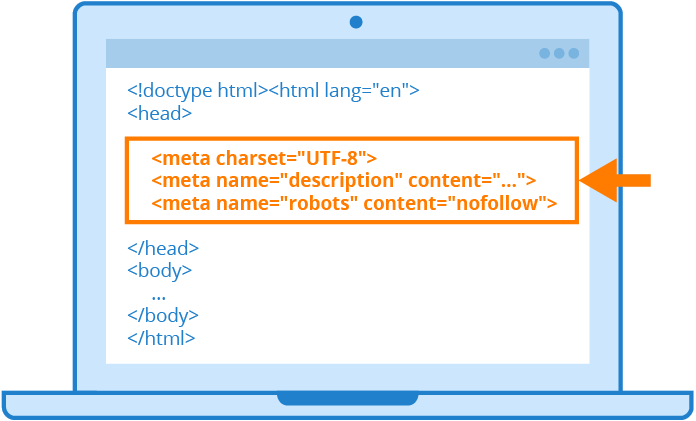 <!doctype html><html lang="en">
<head>
<meta charset="UTF-8">
<meta name="description" content="...">
<meta name="robots" content="nofollow">
</head>
<body>
...
</body>
</html>